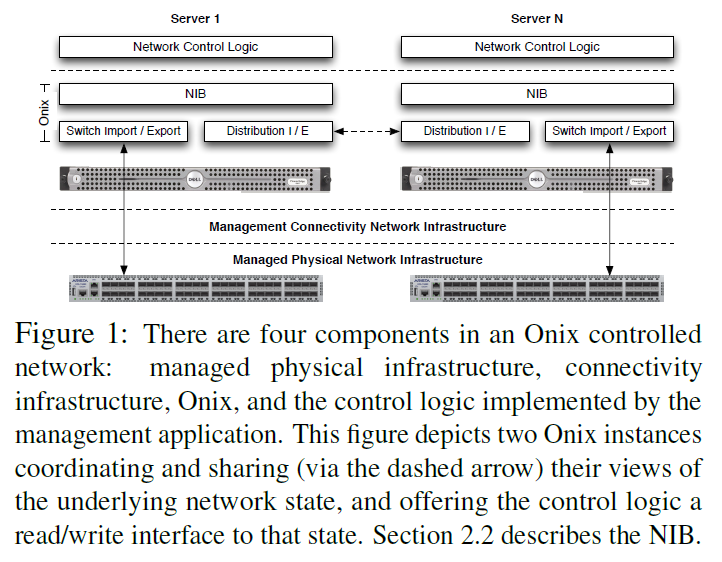 Server 1 Server N
Network Control Logic Network Control Logic
NIB NIB
Onix
Switch Import / Export Distribution I / E Distribution I / E Switch Import / Export
DELL DELL
Management Connectivity Network Infrastructure
Managed Physical Network Infrastructure
Figure 1: There are four components in an Onix controlled
network: managed physical infrastructure, connectivity
infrastructure, Onix, and the control logic implemented by the
management application. This figure depicts two Onix instances
coordinating and sharing (via the dashed arrow) their views of
the underlying network state, and offering the control logic a
read/write interface to that state. Section 2.2 describes the NIB.